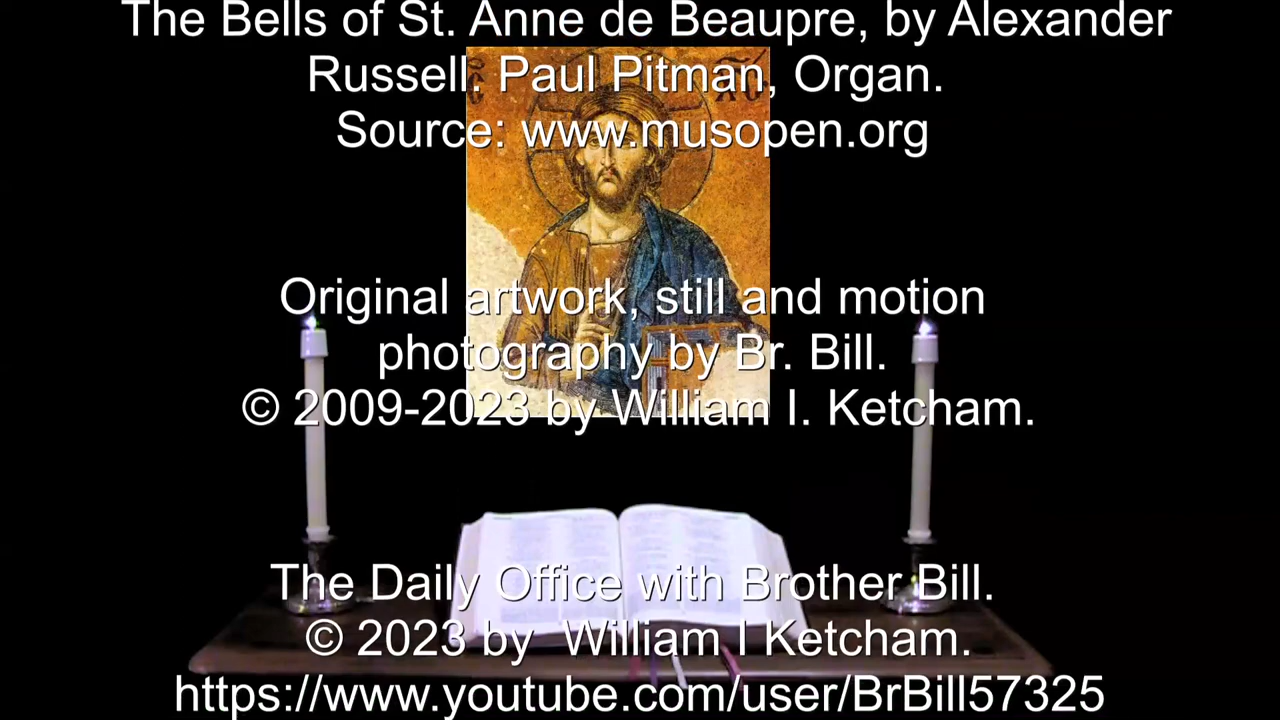 The Bells of St. Anne de Beaupre, by Alexander
Russell. Paul Pitman, Organ.
Source: www.musopen.org
Original artwork, still and motion
photography by Br. Bill.
© 2009-2023 by William I. Ketcham.
The Daily Office with Brother Bill.
© 2023 by  William I Ketcham.
https://www.youtube.com/user/BrBill57325